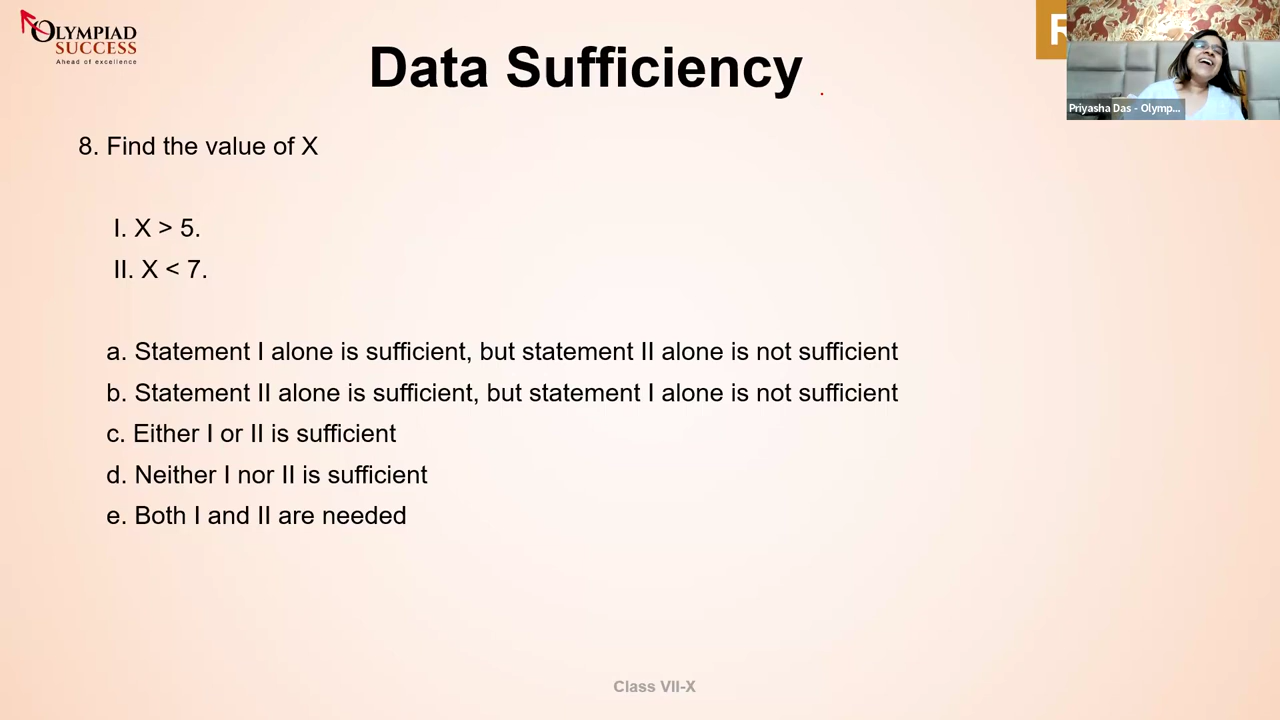 OLYMPIAD
SUCCESS
Ahead of excellence
Data Sufficiency
Priyasha Das - Olymp...
8. Find the value of X
I. X > 5.
II. X < 7.
a. Statement I alone is sufficient, but statement II alone is not sufficient
b. Statement II alone is sufficient, but statement I alone is not sufficient
c. Either I or II is sufficient
d. Neither I nor II is sufficient
e. Both I and II are needed
Class VII-X